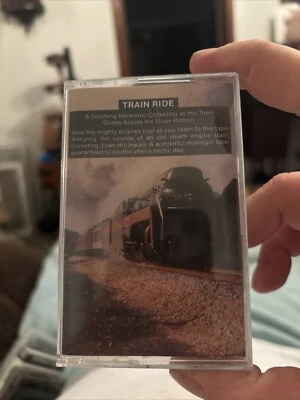 TRAIN RIDE
A Soothing Harmonic Clicketing as the Train
Glides Across the Silver Ribbon
Hear the mighty engines roar as you listen to this tape
featuring the sounds of an old steam engine train
clicketing down the tracks. A wonderful nostalgic tape
guaranteed to soothe after a hectic day